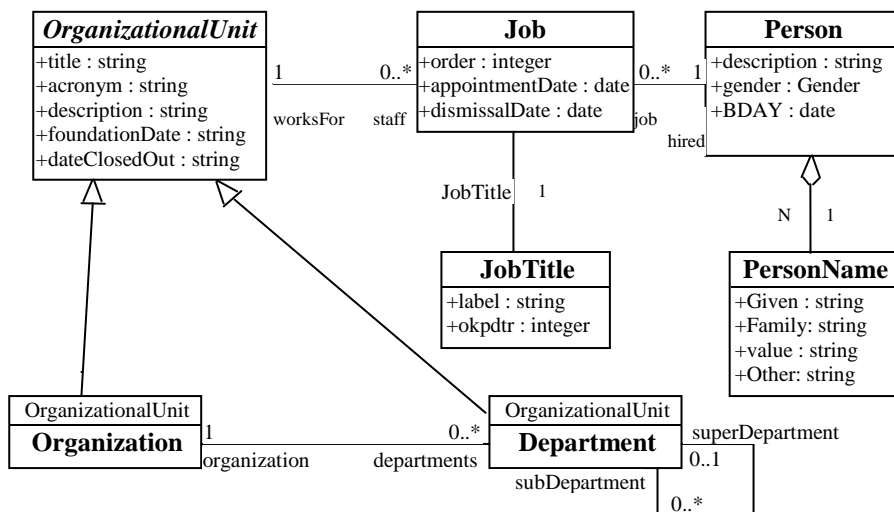 OrganizationalUnit
+title : string
+acronym : string
+description : string
+foundationDate : string
+dateClosedOut : string
1
0..*
worksFor
staff
Job
+order : integer
+appointmentDate : date
+dismissalDate : date
0..*
1
job
hired
Person
+description : string
+gender : Gender
+BDAY : date
JobTitle
1
N
1
JobTitle
+label : string
+okpdtr : integer
PersonName
+Given : string
+Family: string
+value : string
+Other: string
OrganizationalUnit
Organization
1
0..*
organization
departments
OrganizationalUnit
Department
superDepartment
0..1
subDepartment
0..*